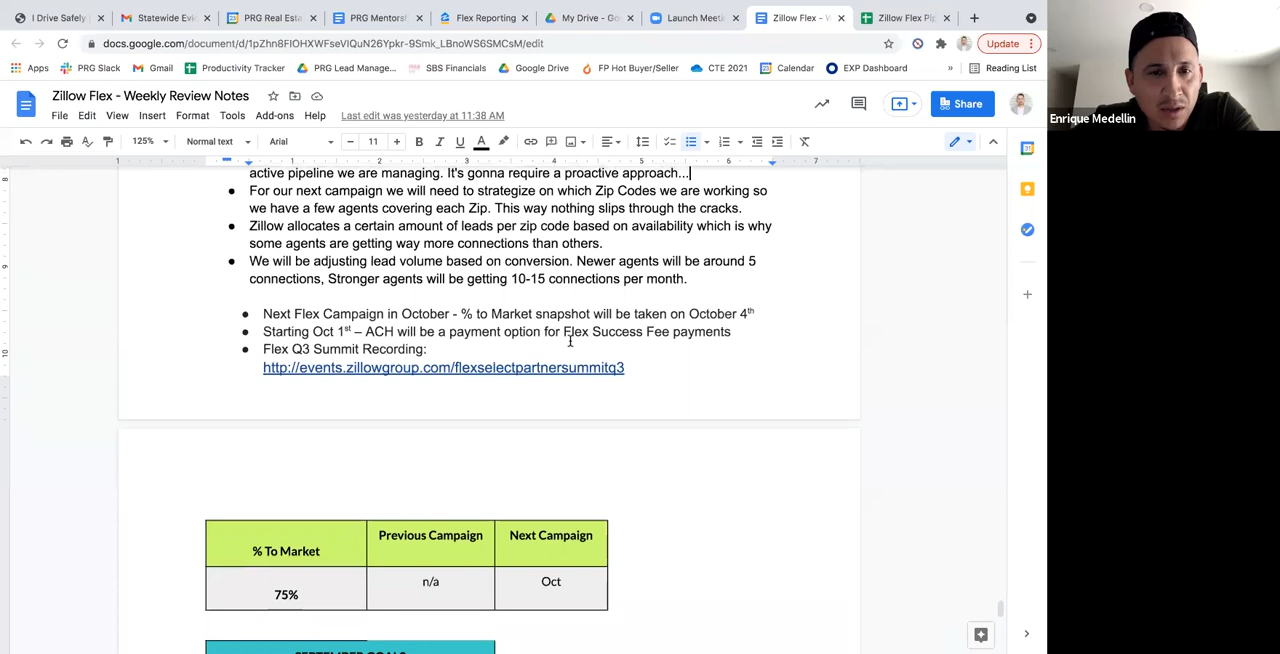 I Drive Safely
Statewide Evi
PRG Real Esta
PRG Mentors
Flex Reporting
My Drive - Go
Launch Meeti
Zillow Flex - W
Zillow Flex Pip
docs.google.com/document/d/1pZhn8FIOHXWFseVIQuN26Ypkr-9Smk_LBnoWS6SMCsM/edit
Update
Apps
PRG Slack
Gmail
Productivity Tracker
PRG Lead Manage...
SBS Financials
Google Drive
FP Hot Buyer/Seller
CTE 2021
Calendar
EXP Dashboard
»
Reading List
Zillow Flex - Weekly Review Notes
Share
File Edit View Insert Format Tools Add-ons Help Last edit was yesterday at 11:38 AM
125% Normal text Arial − 11 + B I U A
1 1 2 3 4 5 6 7
active pipeline we are managing. It's gonna require a proactive approach...
● For our next campaign we will need to strategize on which Zip Codes we are working so
we have a few agents covering each Zip. This way nothing slips through the cracks.
● Zillow allocates a certain amount of leads per zip code based on availability which is why
some agents are getting way more connections than others.
● We will be adjusting lead volume based on conversion. Newer agents will be around 5
connections, Stronger agents will be getting 10-15 connections per month.
● Next Flex Campaign in October - % to Market snapshot will be taken on October 4th
● Starting Oct 1st – ACH will be a payment option for Flex Success Fee payments
● Flex Q3 Summit Recording:
http://events.zillowgroup.com/flexselectpartnersummitq3
% To Market
Previous Campaign
Next Campaign
75%
n/a
Oct
Enrique Medellin